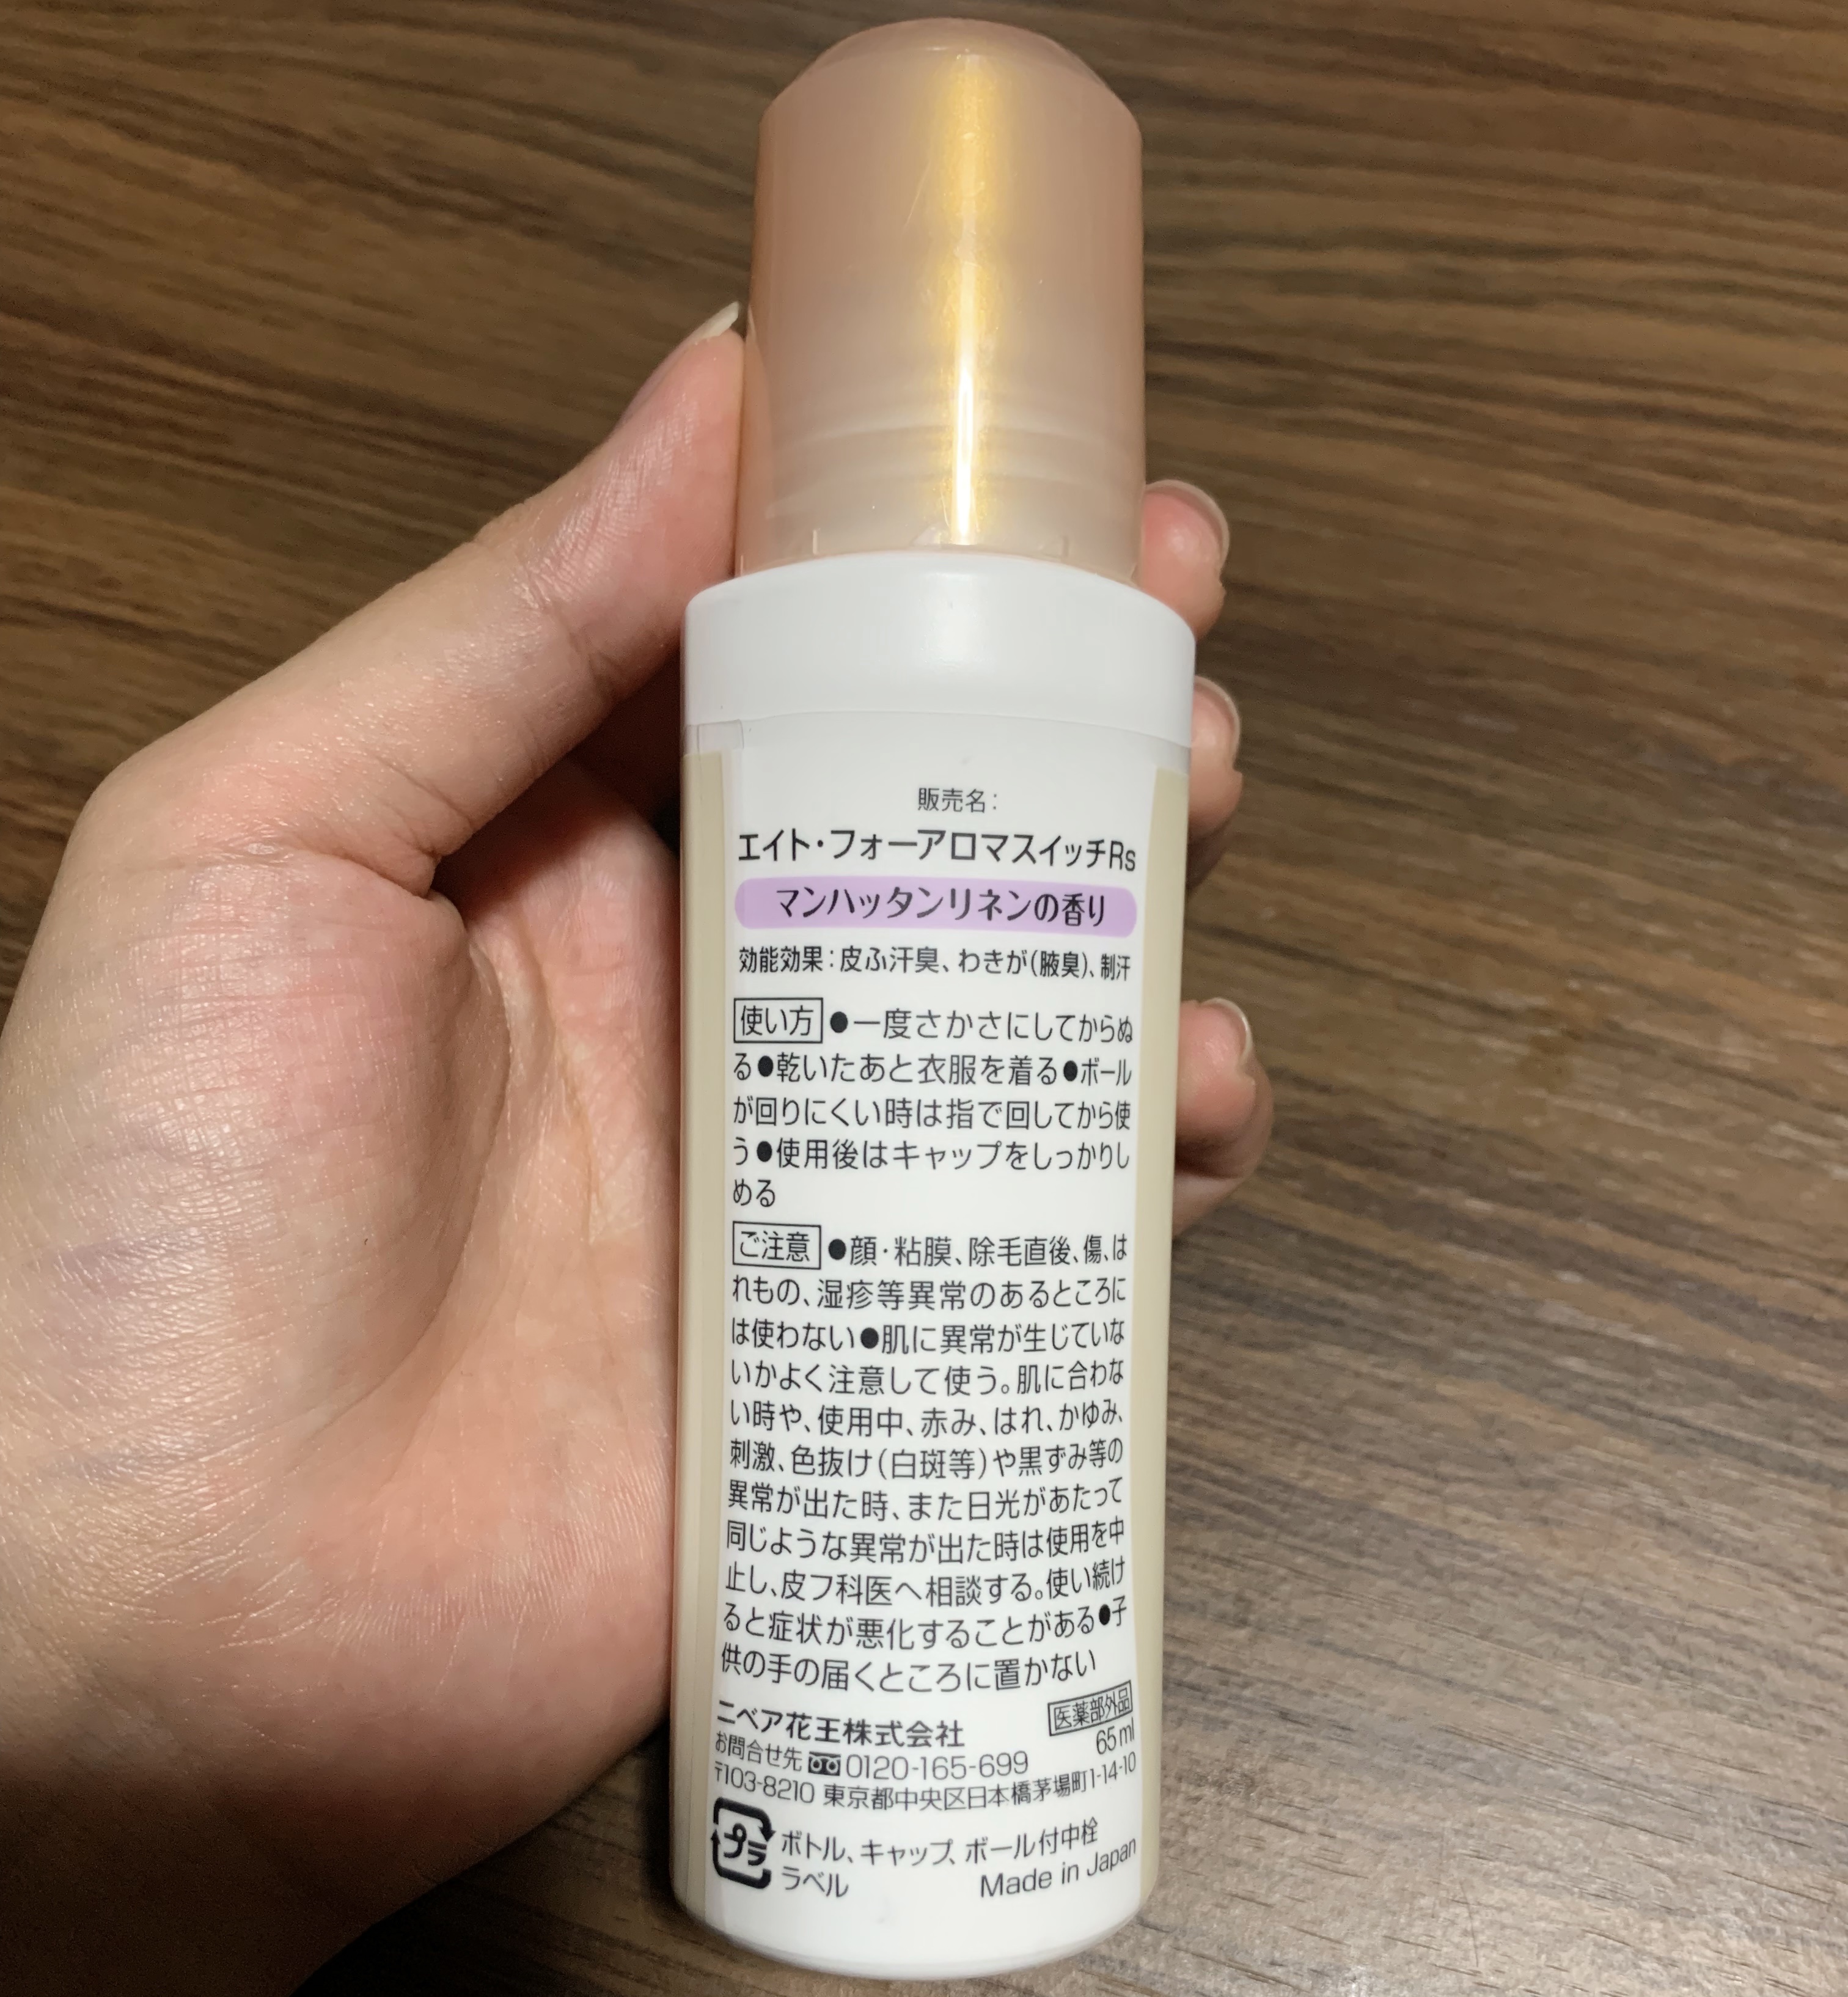 販売名:
エイト・フォーアロマスイッチRs
マンハッタンリネンの香り
効能効果:皮ふ汗臭、わきが(腋臭)、制汗
使い方 ●一度さかさにしてからぬ
る●乾いたあと衣服を着る●ボール
が回りにくい時は指で回してから使
う●使用後はキャップをしっかりし
める
ご注意 ●顔・粘膜、除毛直後、傷、は
れもの、湿疹等異常のあるところに
は使わない●肌に異常が生じていな
いかよく注意して使う。肌に合わな
い時や、使用中、赤み、はれ、かゆみ、
刺激、色抜け(白斑等)や黒ずみ等の
異常が出た時、また日光があたって
同じような異常が出た時は使用を中
止し、皮フ科医へ相談する。使い続け
ると症状が悪化することがある●子
供の手の届くところに置かない
医薬部外品
ニベア花王株式会社
65ml
お問合せ先 0120-165-699
〒103-8210 東京都中央区日本橋茅場町1-14-10
プラ
ボトル、キャップ、ボール付中栓
ラベル
Made in Japan